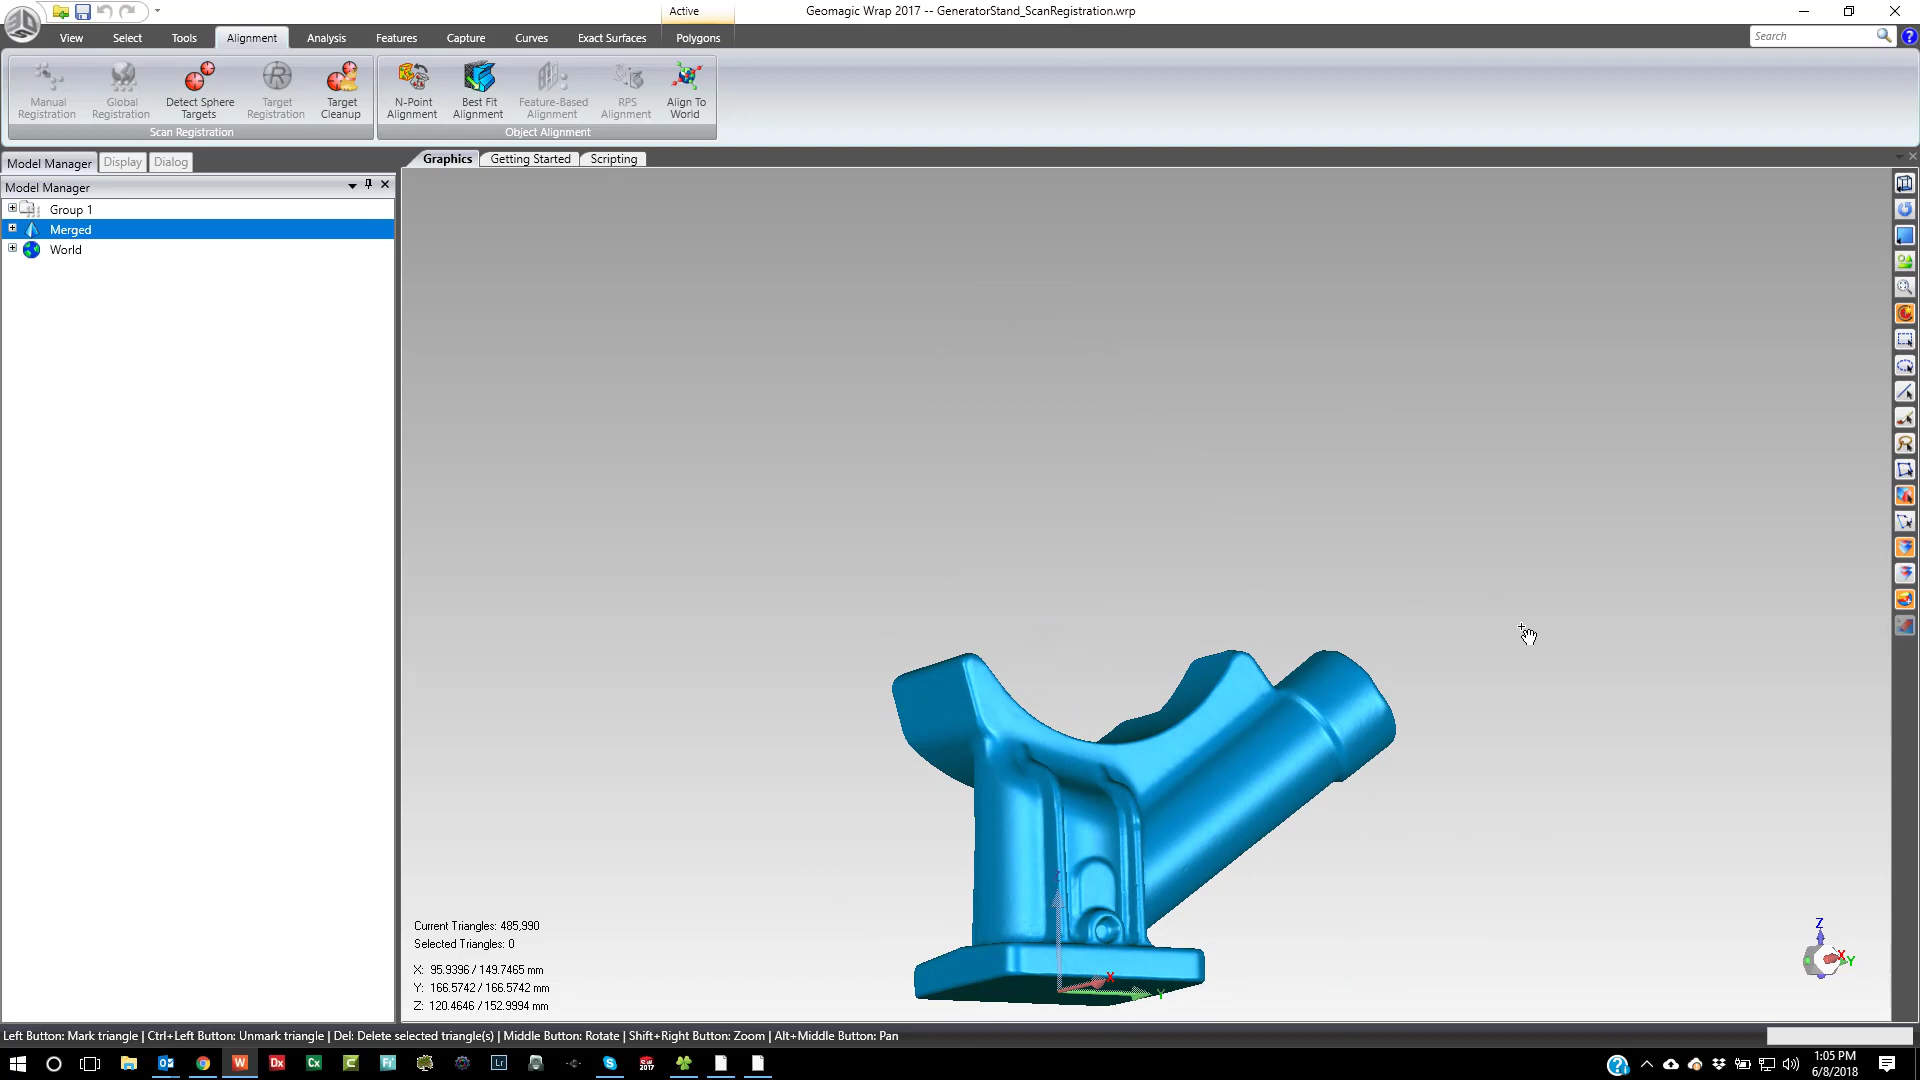 Active
Geomagic Wrap 2017 -- GeneratorStand_ScanRegistration.wrp
View Select Tools Alignment Analysis Features Capture Curves Exact Surfaces Polygons
Search
Manual Registration
Global Registration
Detect Sphere Targets
Target Registration
Target Cleanup
N-Point Alignment
Best Fit Alignment
Feature-Based Alignment
RPS Alignment
Align To World
Scan Registration
Object Alignment
Model Manager Display Dialog
Graphics Getting Started Scripting
Model Manager
Group 1
Merged
World
Z
X
Y
Current Triangles: 485,990
Selected Triangles: 0
X: 95.9396 / 149.7465 mm
Y: 166.5742 / 166.5742 mm
Z: 120.4646 / 152.9994 mm
Z
X
Y
Left Button: Mark triangle | Ctrl+Left Button: Unmark triangle | Del: Delete selected triangle(s) | Middle Button: Rotate | Shift+Right Button: Zoom | Alt+Middle Button: Pan
W Dx Cx Lr 2017
1:05 PM
6/8/2018